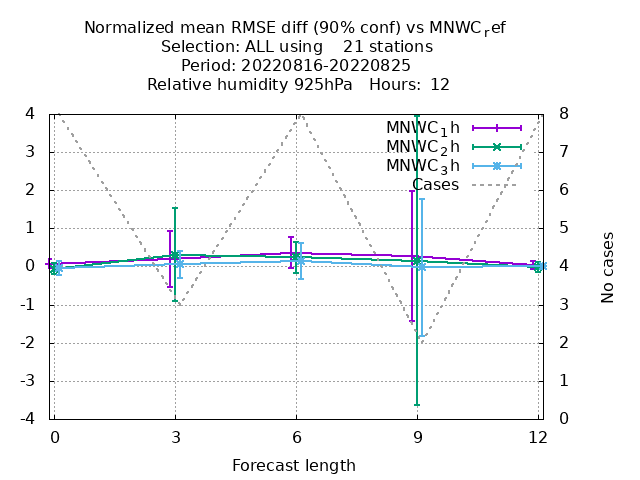 Normalized mean RMSE diff (90% conf) vs MNWC_ref
Selection: ALL using    21 stations
Period: 20220816-20220825
Relative humidity 925hPa   Hours:  12
4
3
2
1
0
-1
-2
-3
-4
8
7
6
5
4
3
2
1
0
MNWC_1h
MNWC_2h
MNWC_3h
Cases
No cases
0 3 6 9 12
Forecast length